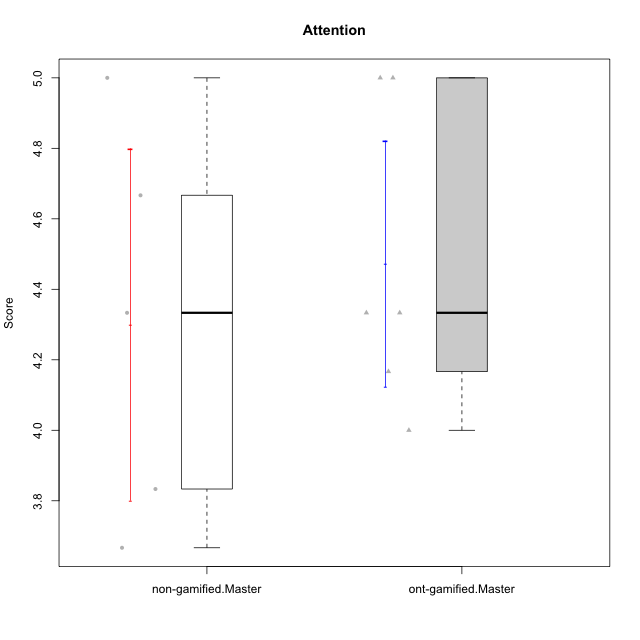 Attention
Score
5.0
4.8
4.6
4.4
4.2
4.0
3.8
non-gamified.Master
ont-gamified.Master